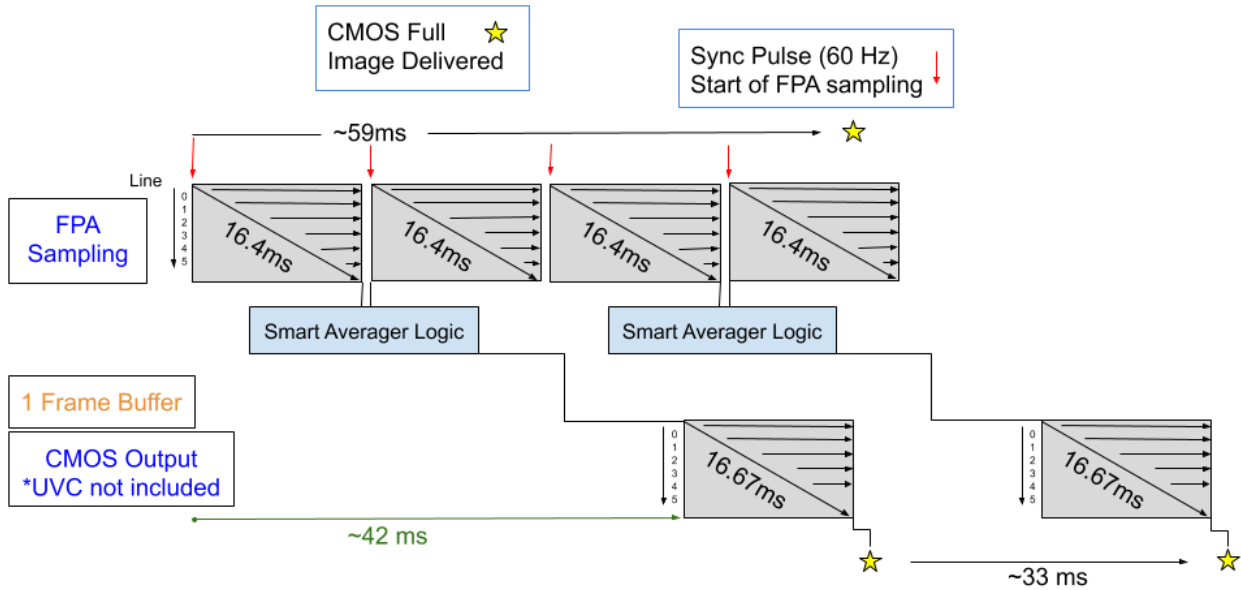 CMOS Full
Image Delivered
Sync Pulse (60 Hz)
Start of FPA sampling
~59ms
Line
0
1
2
3
4
5
FPA
Sampling
16.4ms
16.4ms
16.4ms
16.4ms
Smart Averager Logic
Smart Averager Logic
1 Frame Buffer
CMOS Output
*UVC not included
0
1
2
3
4
5
16.67ms
0
1
2
3
4
5
16.67ms
~42 ms
~33 ms